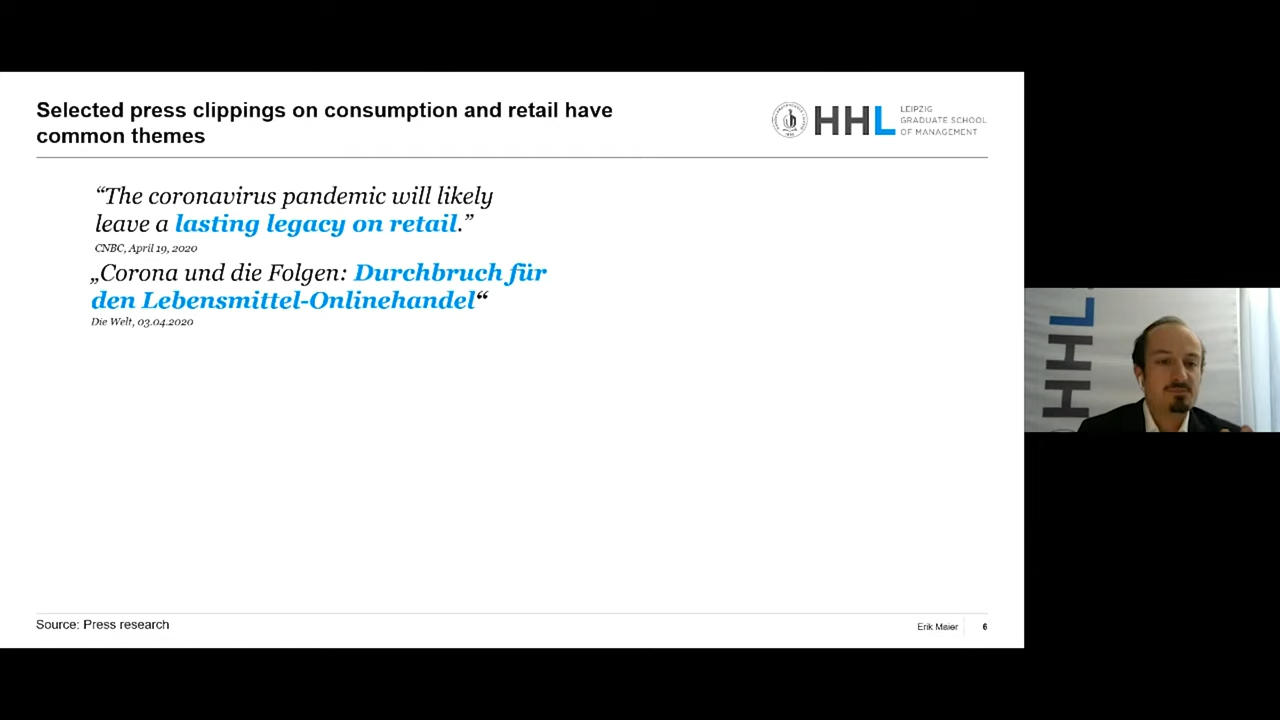 Selected press clippings on consumption and retail have
common themes
HHL
LEIPZIG
GRADUATE SCHOOL
OF MANAGEMENT
“The coronavirus pandemic will likely
leave a lasting legacy on retail.”
CNBC, April 19, 2020
„Corona und die Folgen: Durchbruch für
den Lebensmittel-Onlinehandel“
Die Welt, 03.04.2020
HHL
Source: Press research
Erik Maier
6